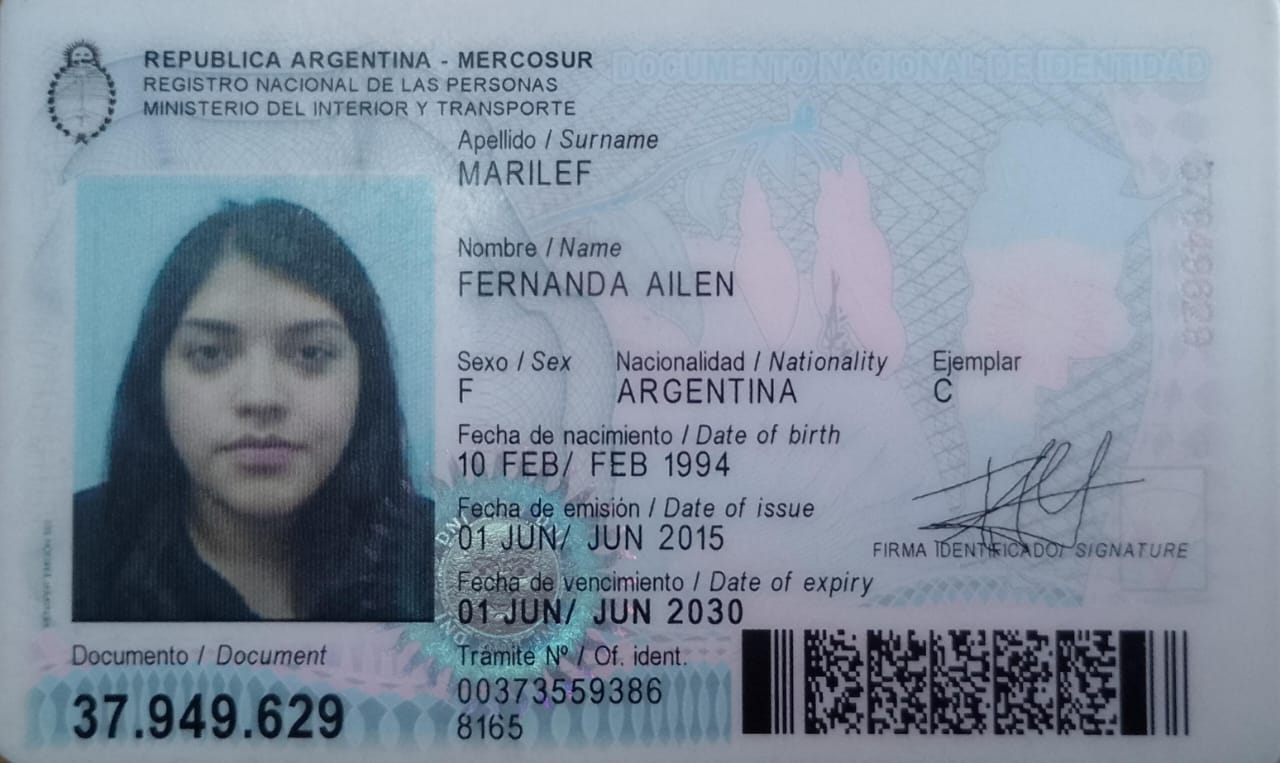 REPUBLICA ARGENTINA - MERCOSUR
REGISTRO NACIONAL DE LAS PERSONAS
MINISTERIO DEL INTERIOR Y TRANSPORTE
DOCUMENTO NACIONAL DE IDENTIDAD
Apellido / Surname
MARILEF
Nombre / Name
FERNANDA AILEN
Sexo / Sex Nacionalidad / Nationality Ejemplar
F ARGENTINA C
Fecha de nacimiento / Date of birth
10 FEB/ FEB 1994
Fecha de emisión / Date of issue
01 JUN/ JUN 2015
FIRMA IDENTIFICADO/ SIGNATURE
Fecha de vencimiento / Date of expiry
01 JUN/ JUN 2030
Documento / Document
37.949.629
Tramite Nº / Of. ident.
00373559386
8165